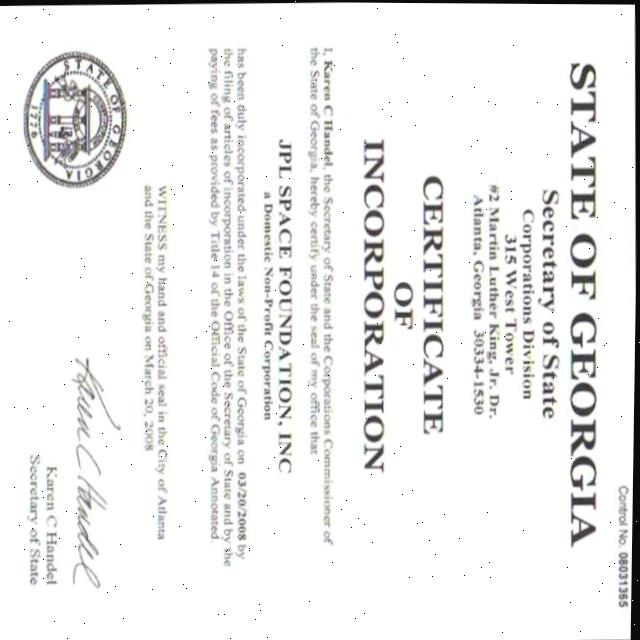 Control No. 08031365
STATE OF GEORGIA
Secretary of State
Corporations Division
315 West Tower
#2 Martin Luther King, Jr. Dr.
Atlanta, Georgia 30334-1530
CERTIFICATE
OF
INCORPORATION
I, Karen C Handel, the Secretary of State and the Corporations Commissioner of
the State of Georgia, hereby certify under the seal of my office that
JPL SPACE FOUNDATION, INC
a Domestic Non-Profit Corporation
has been duly incorporated under the laws of the State of Georgia on 03/20/2008 by
the filing of articles of incorporation in the Office of the Secretary of State and by the
paying of fees as provided by Title 14 of the Official Code of Georgia Annotated.
WITNESS my hand and official seal in the City of Atlanta
and the State of Georgia on March 20, 2008
STATE OF GEORGIA
1776
Karen C Handel
Karen C Handel
Secretary of State